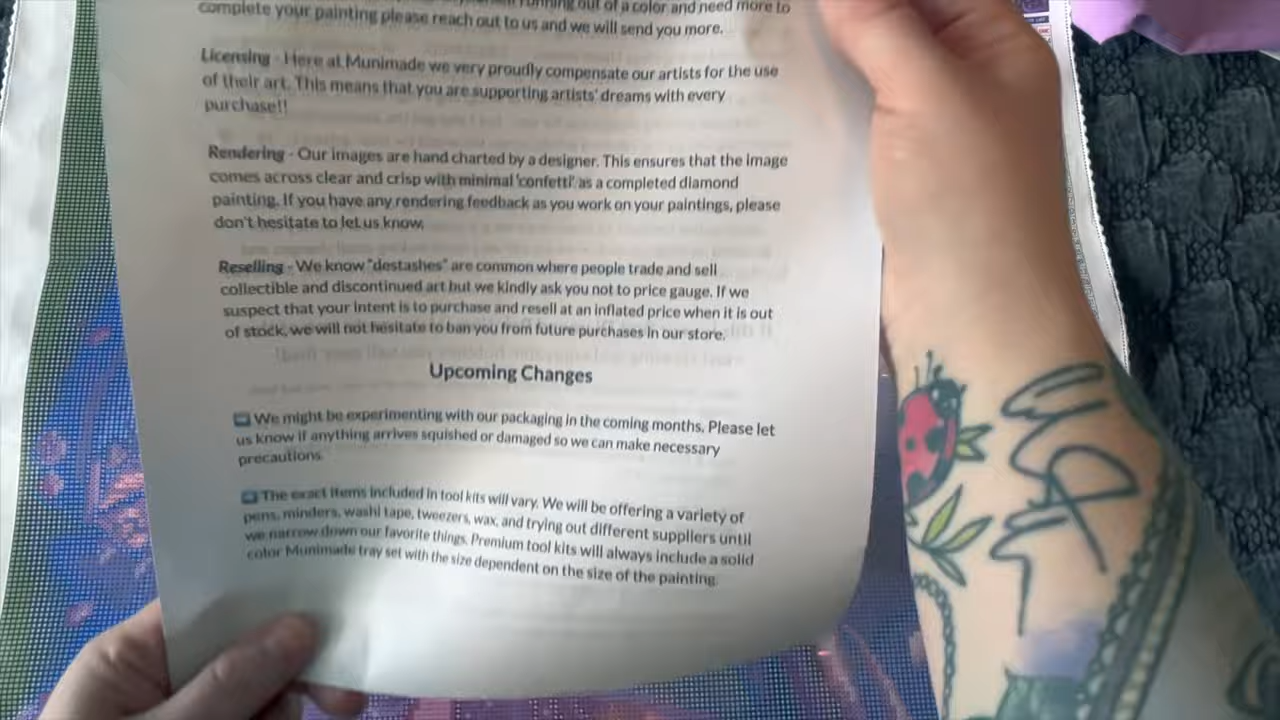 running out of a color and need more to
complete your painting please reach out to us and we will send you more.
Licensing - Here at Munimade we very proudly compensate our artists for the use
of their art. This means that you are supporting artists' dreams with every
purchase!!
Rendering - Our images are hand charted by a designer. This ensures that the image
comes across clear and crisp with minimal 'confetti' as a completed diamond
painting. If you have any rendering feedback as you work on your paintings, please
don't hesitate to let us know.
Reselling - We know "destashes" are common where people trade and sell
collectible and discontinued art but we kindly ask you not to price gauge. If we
suspect that your intent is to purchase and resell at an inflated price when it is out
of stock, we will not hesitate to ban you from future purchases in our store.
Upcoming Changes
We might be experimenting with our packaging in the coming months. Please let
us know if anything arrives squished or damaged so we can make necessary
precautions.
The exact items included in tool kits will vary. We will be offering a variety of
pens, minders, washi tape, tweezers, wax, and trying out different suppliers until
we narrow down our favorite things. Premium tool kits will always include a solid
color Munimade tray set with the size dependent on the size of the painting.